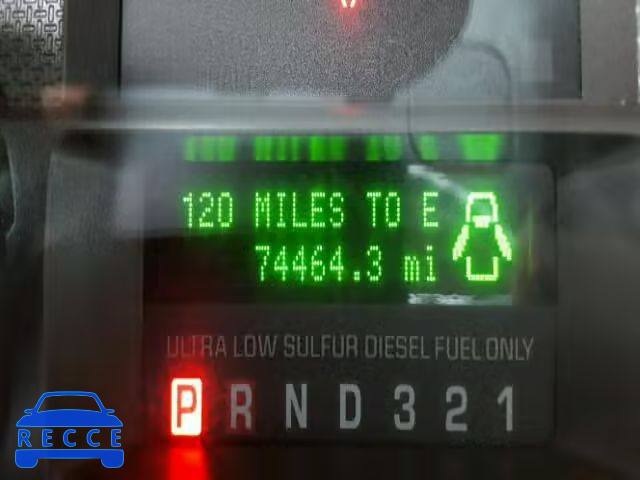 120 MILES TO E
74464.3 mi
ULTRA LOW SULFUR DIESEL FUEL ONLY
P R N D 3 2 1
RECCE